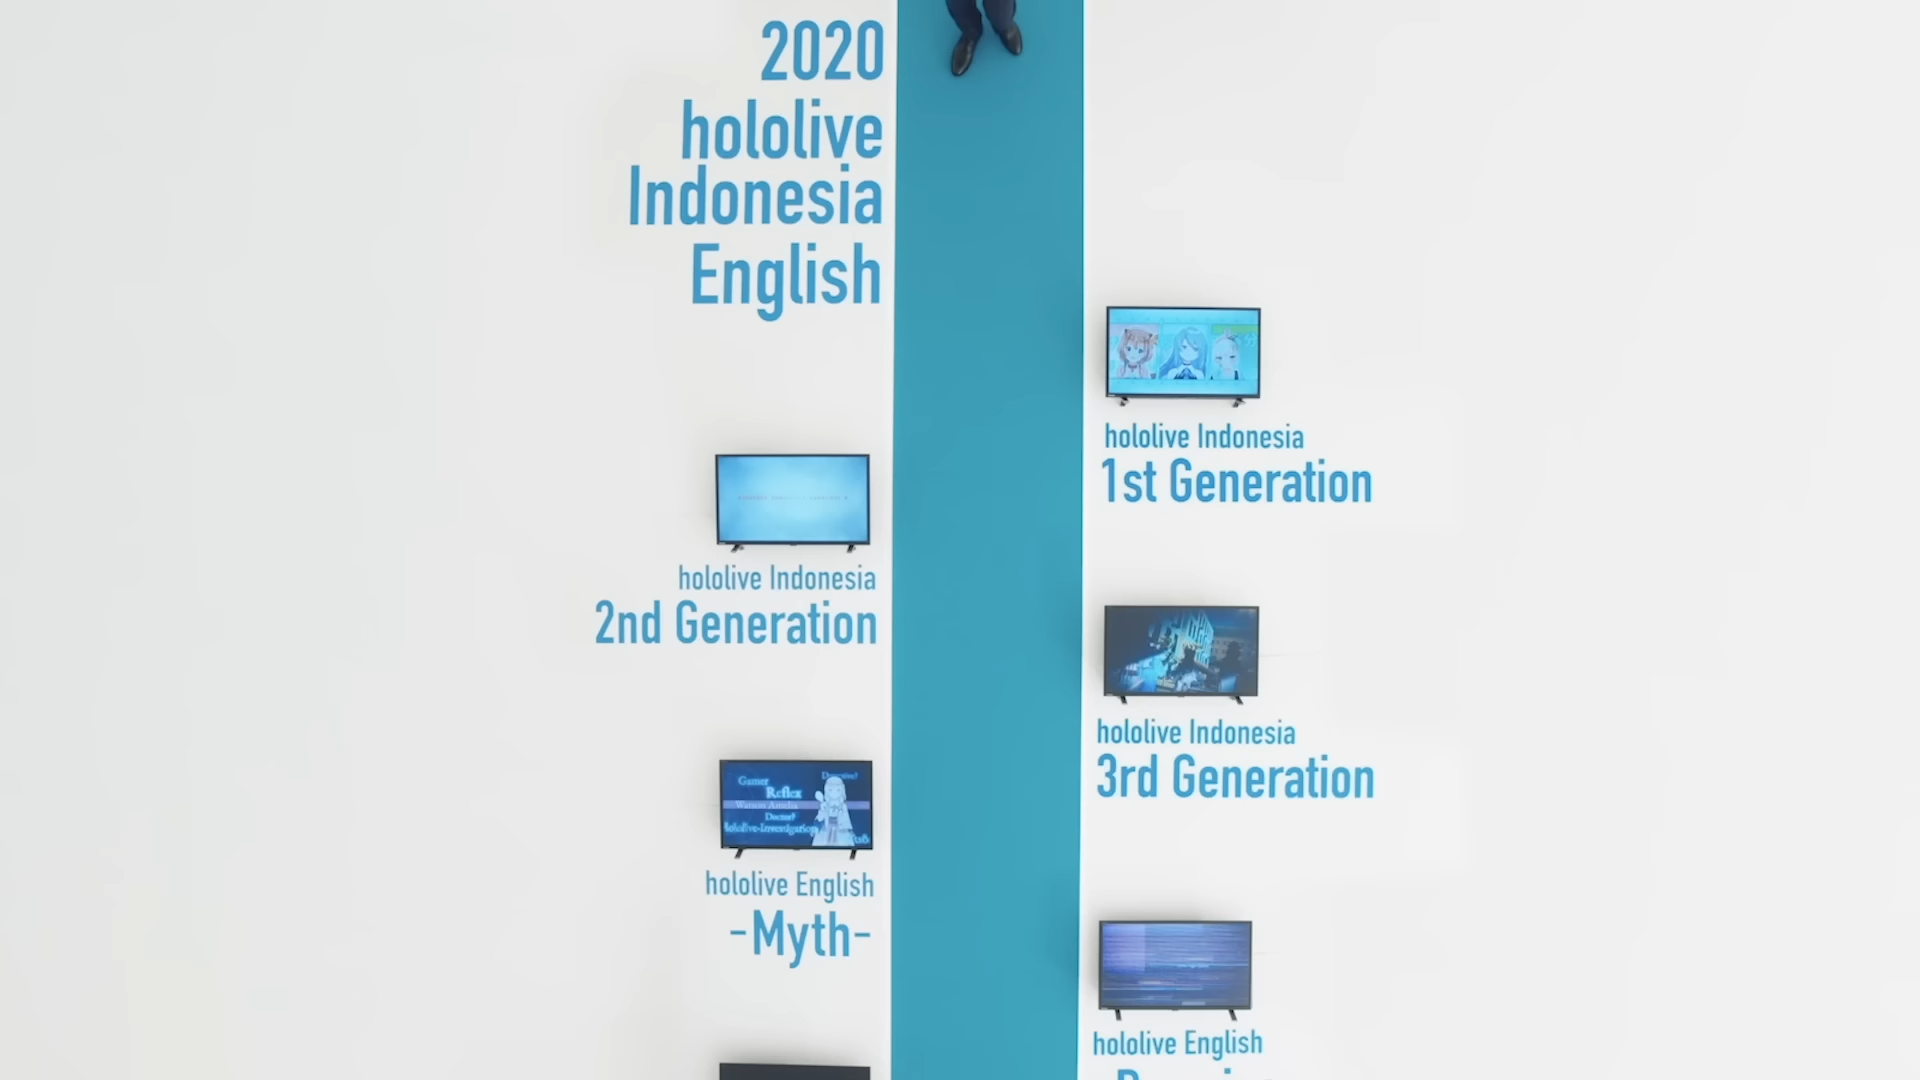 2020
hololive
Indonesia
English
hololive Indonesia
1st Generation
hololive Indonesia
2nd Generation
hololive Indonesia
3rd Generation
Gamer
Detective?
Reflex
Watson Amelia
Doctor?
hololive-Investigation
hololive English
-Myth-
hololive English